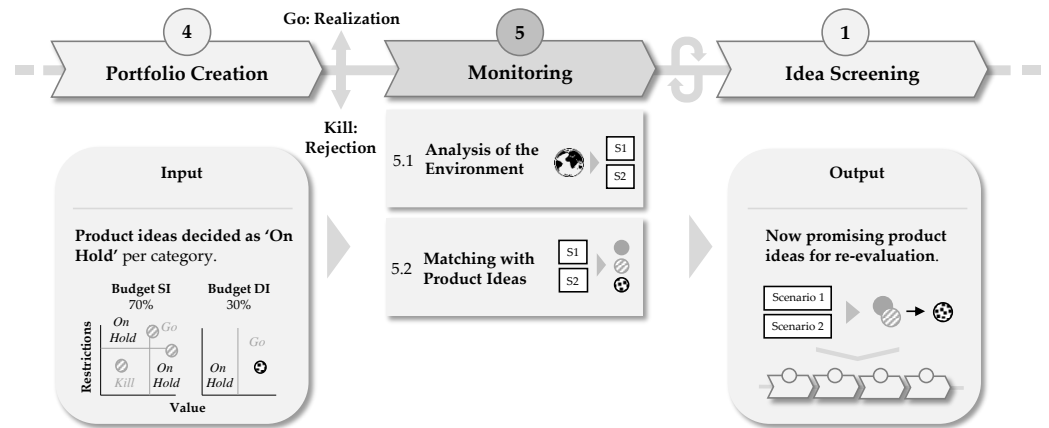 4
Portfolio Creation
Go: Realization
Kill:
Rejection
5
Monitoring
1
Idea Screening
Input
Product ideas decided as ‘On
Hold’ per category.
Budget SI
70%
Budget DI
30%
Restrictions
On
Hold
Go
Kill
On
Hold
Go
On
Hold
Value
5.1
Analysis of the
Environment
S1
S2
5.2
Matching with
Product Ideas
S1
S2
Output
Now promising product
ideas for re-evaluation.
Scenario 1
Scenario 2